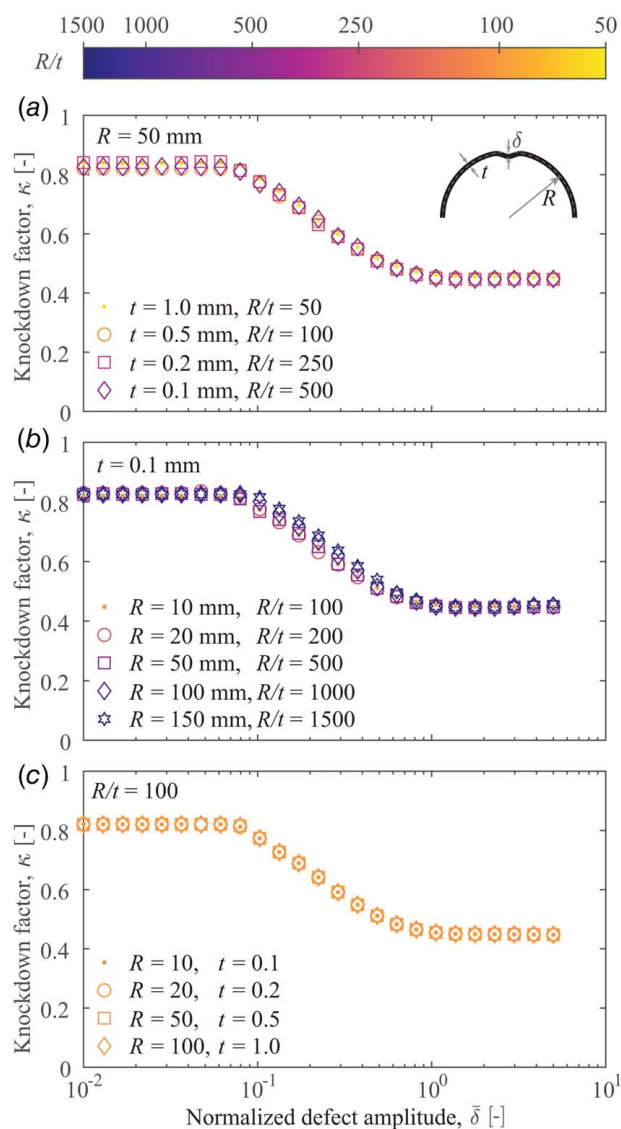 1500 1000 500 250 100 50
R/t
(a)
R = 50 mm
δ
t
R
Knockdown factor, κ [-]
1
0.8
0.6
0.4
0.2
0
t = 1.0 mm, R/t = 50
t = 0.5 mm, R/t = 100
t = 0.2 mm, R/t = 250
t = 0.1 mm, R/t = 500
(b)
t = 0.1 mm
Knockdown factor, κ [-]
1
0.8
0.6
0.4
0.2
0
R = 10 mm, R/t = 100
R = 20 mm, R/t = 200
R = 50 mm, R/t = 500
R = 100 mm, R/t = 1000
R = 150 mm, R/t = 1500
(c)
R/t = 100
Knockdown factor, κ [-]
1
0.8
0.6
0.4
0.2
0
R = 10, t = 0.1
R = 20, t = 0.2
R = 50, t = 0.5
R = 100, t = 1.0
10⁻² 10⁻¹ 10⁰ 10¹
Normalized defect amplitude, δ̄ [-]